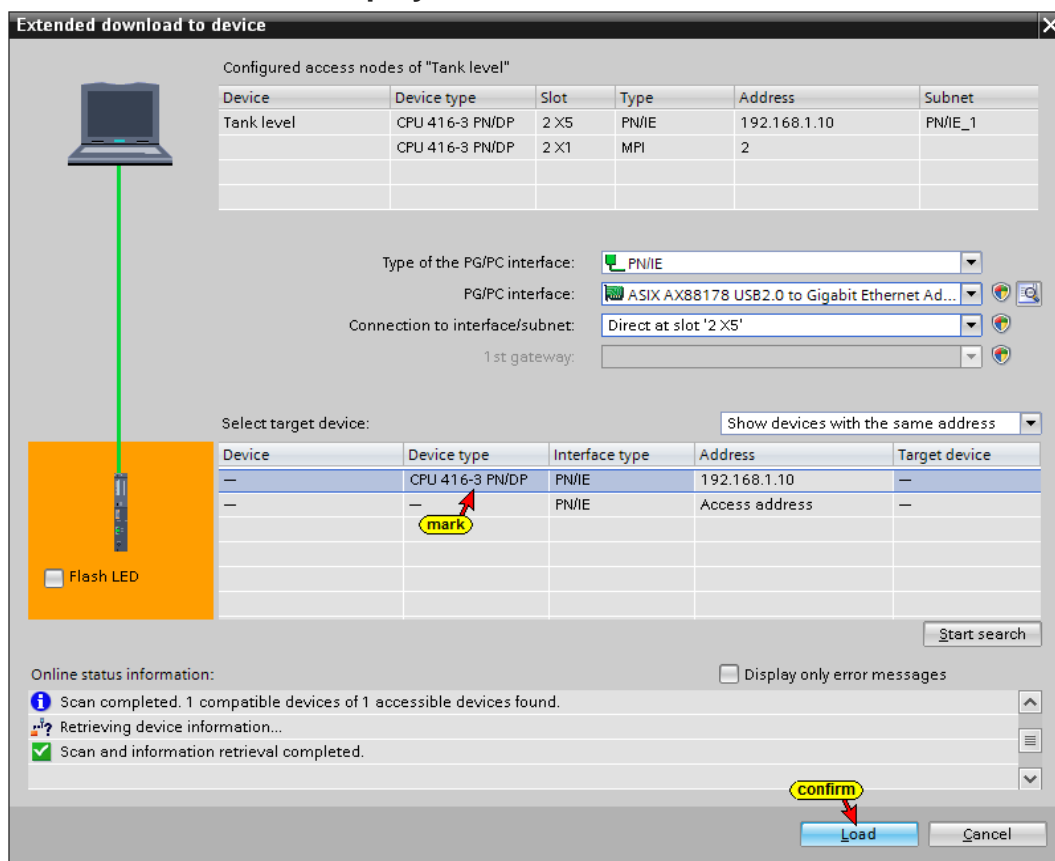 Extended download to device
Configured access nodes of "Tank level"
Device Device type Slot Type Address Subnet
Tank level CPU 416-3 PN/DP 2 X5 PN/IE 192.168.1.10 PN/IE_1
CPU 416-3 PN/DP 2 X1 MPI 2
Type of the PG/PC interface: PN/IE
PG/PC interface: ASIX AX88178 USB2.0 to Gigabit Ethernet Ad...
Connection to interface/subnet: Direct at slot '2 X5'
1st gateway:
Select target device: Show devices with the same address
Device Device type Interface type Address Target device
— CPU 416-3 PN/DP PN/IE 192.168.1.10 —
— — PN/IE Access address —
mark
Flash LED
Start search
Online status information: Display only error messages
Scan completed. 1 compatible devices of 1 accessible devices found.
Retrieving device information...
Scan and information retrieval completed.
confirm
Load Cancel